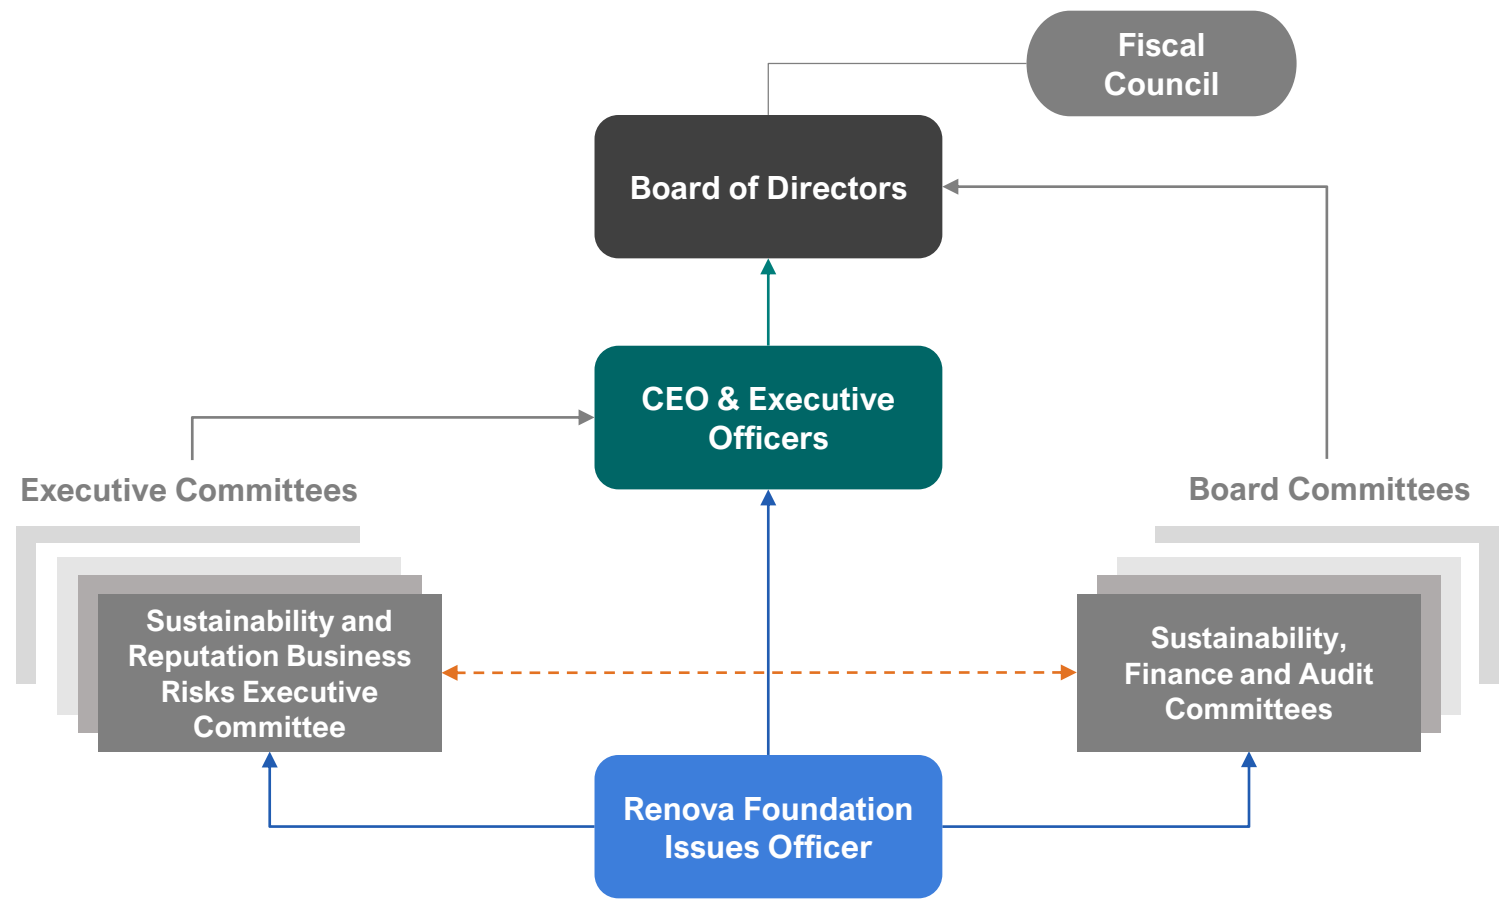 Fiscal
Council
Board of Directors
CEO & Executive
Officers
Executive Committees
Board Committees
Sustainability and
Reputation Business
Risks Executive
Committee
Sustainability,
Finance and Audit
Committees
Renova Foundation
Issues Officer